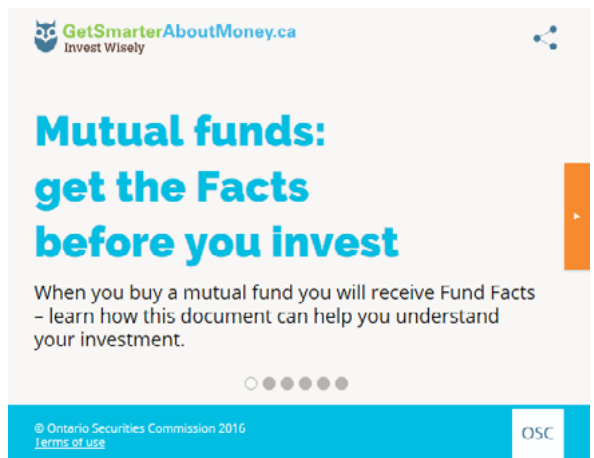 GetSmarterAboutMoney.ca
Invest Wisely
Mutual funds:
get the Facts
before you invest
When you buy a mutual fund you will receive Fund Facts
– learn how this document can help you understand
your investment.
© Ontario Securities Commission 2016
Terms of use
OSC